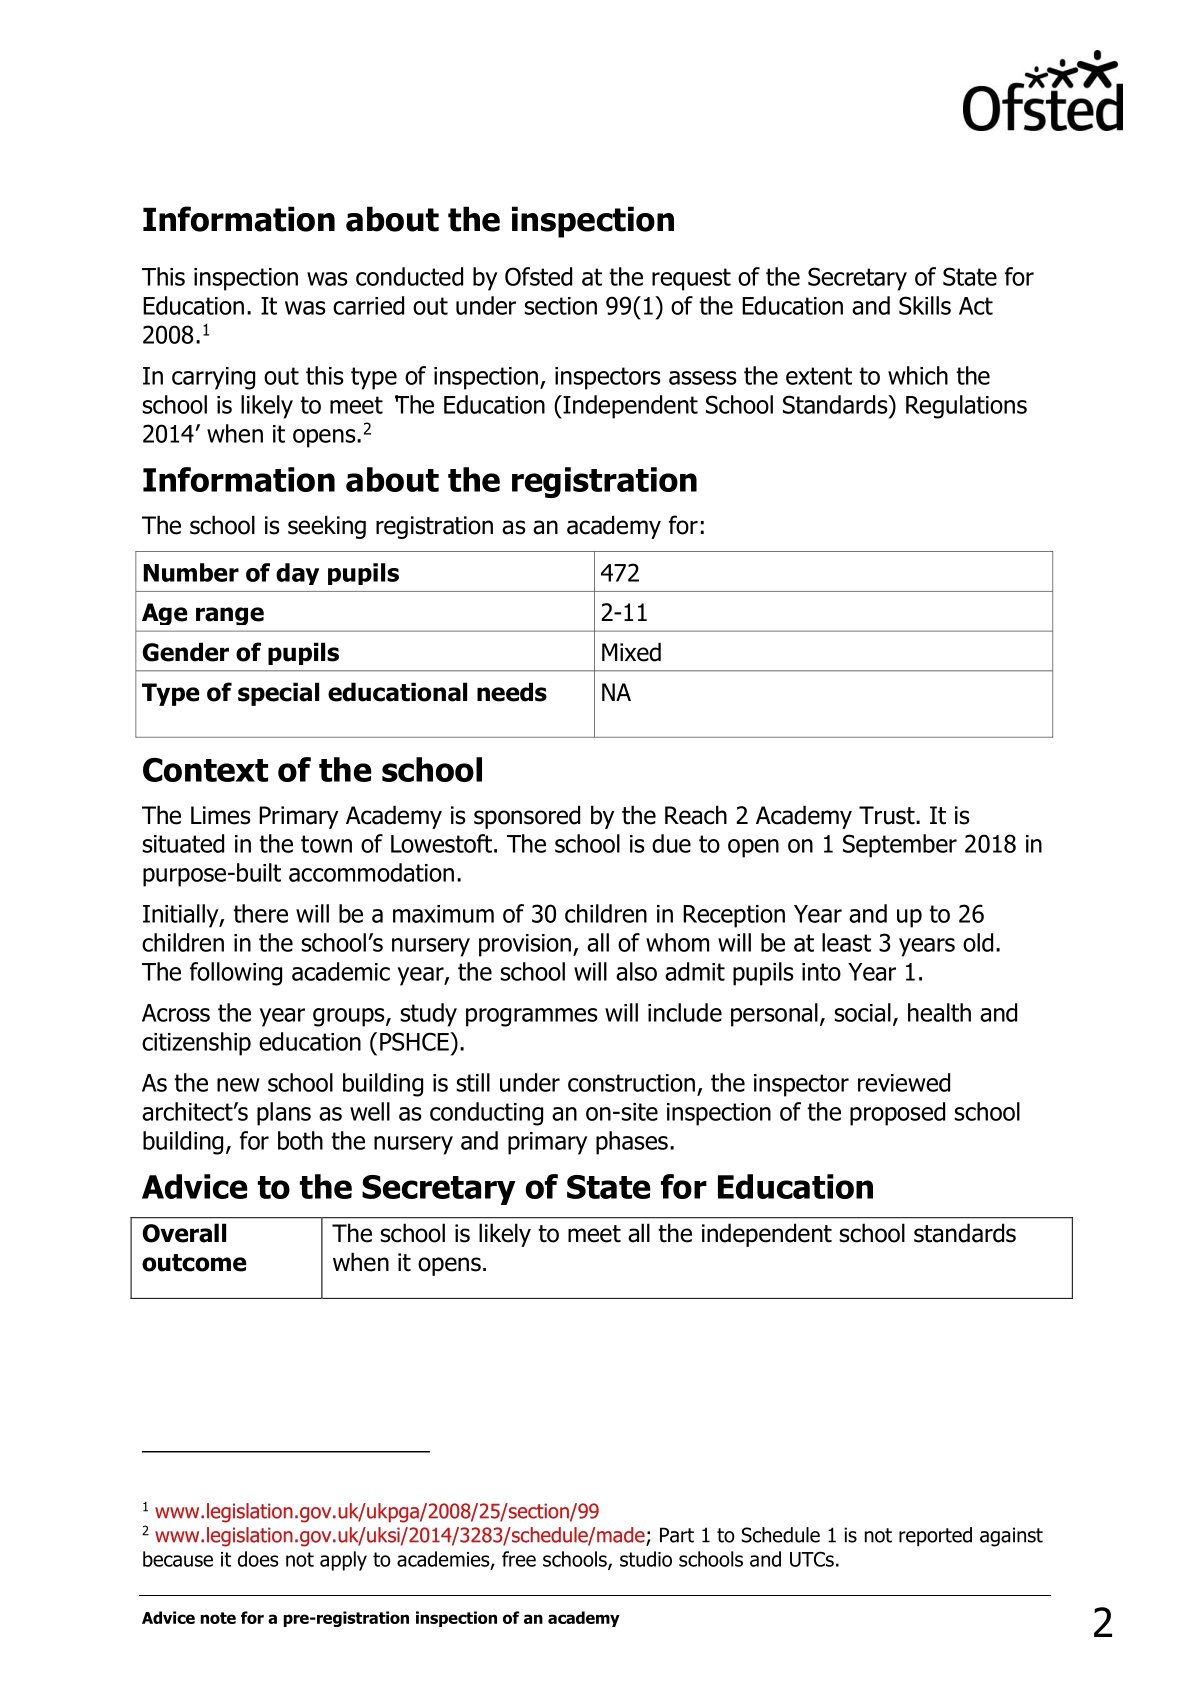 Ofsted
Information about the inspection
This inspection was conducted by Ofsted at the request of the Secretary of State for
Education. It was carried out under section 99(1) of the Education and Skills Act
2008.1
In carrying out this type of inspection, inspectors assess the extent to which the
school is likely to meet ‘The Education (Independent School Standards) Regulations
2014’ when it opens.2
Information about the registration
The school is seeking registration as an academy for:
Number of day pupils 472
Age range 2-11
Gender of pupils Mixed
Type of special educational needs NA
Context of the school
The Limes Primary Academy is sponsored by the Reach 2 Academy Trust. It is
situated in the town of Lowestoft. The school is due to open on 1 September 2018 in
purpose-built accommodation.
Initially, there will be a maximum of 30 children in Reception Year and up to 26
children in the school’s nursery provision, all of whom will be at least 3 years old.
The following academic year, the school will also admit pupils into Year 1.
Across the year groups, study programmes will include personal, social, health and
citizenship education (PSHCE).
As the new school building is still under construction, the inspector reviewed
architect’s plans as well as conducting an on-site inspection of the proposed school
building, for both the nursery and primary phases.
Advice to the Secretary of State for Education
Overall The school is likely to meet all the independent school standards
outcome when it opens.
1 www.legislation.gov.uk/ukpga/2008/25/section/99
2 www.legislation.gov.uk/uksi/2014/3283/schedule/made; Part 1 to Schedule 1 is not reported against
because it does not apply to academies, free schools, studio schools and UTCs.
Advice note for a pre-registration inspection of an academy 2